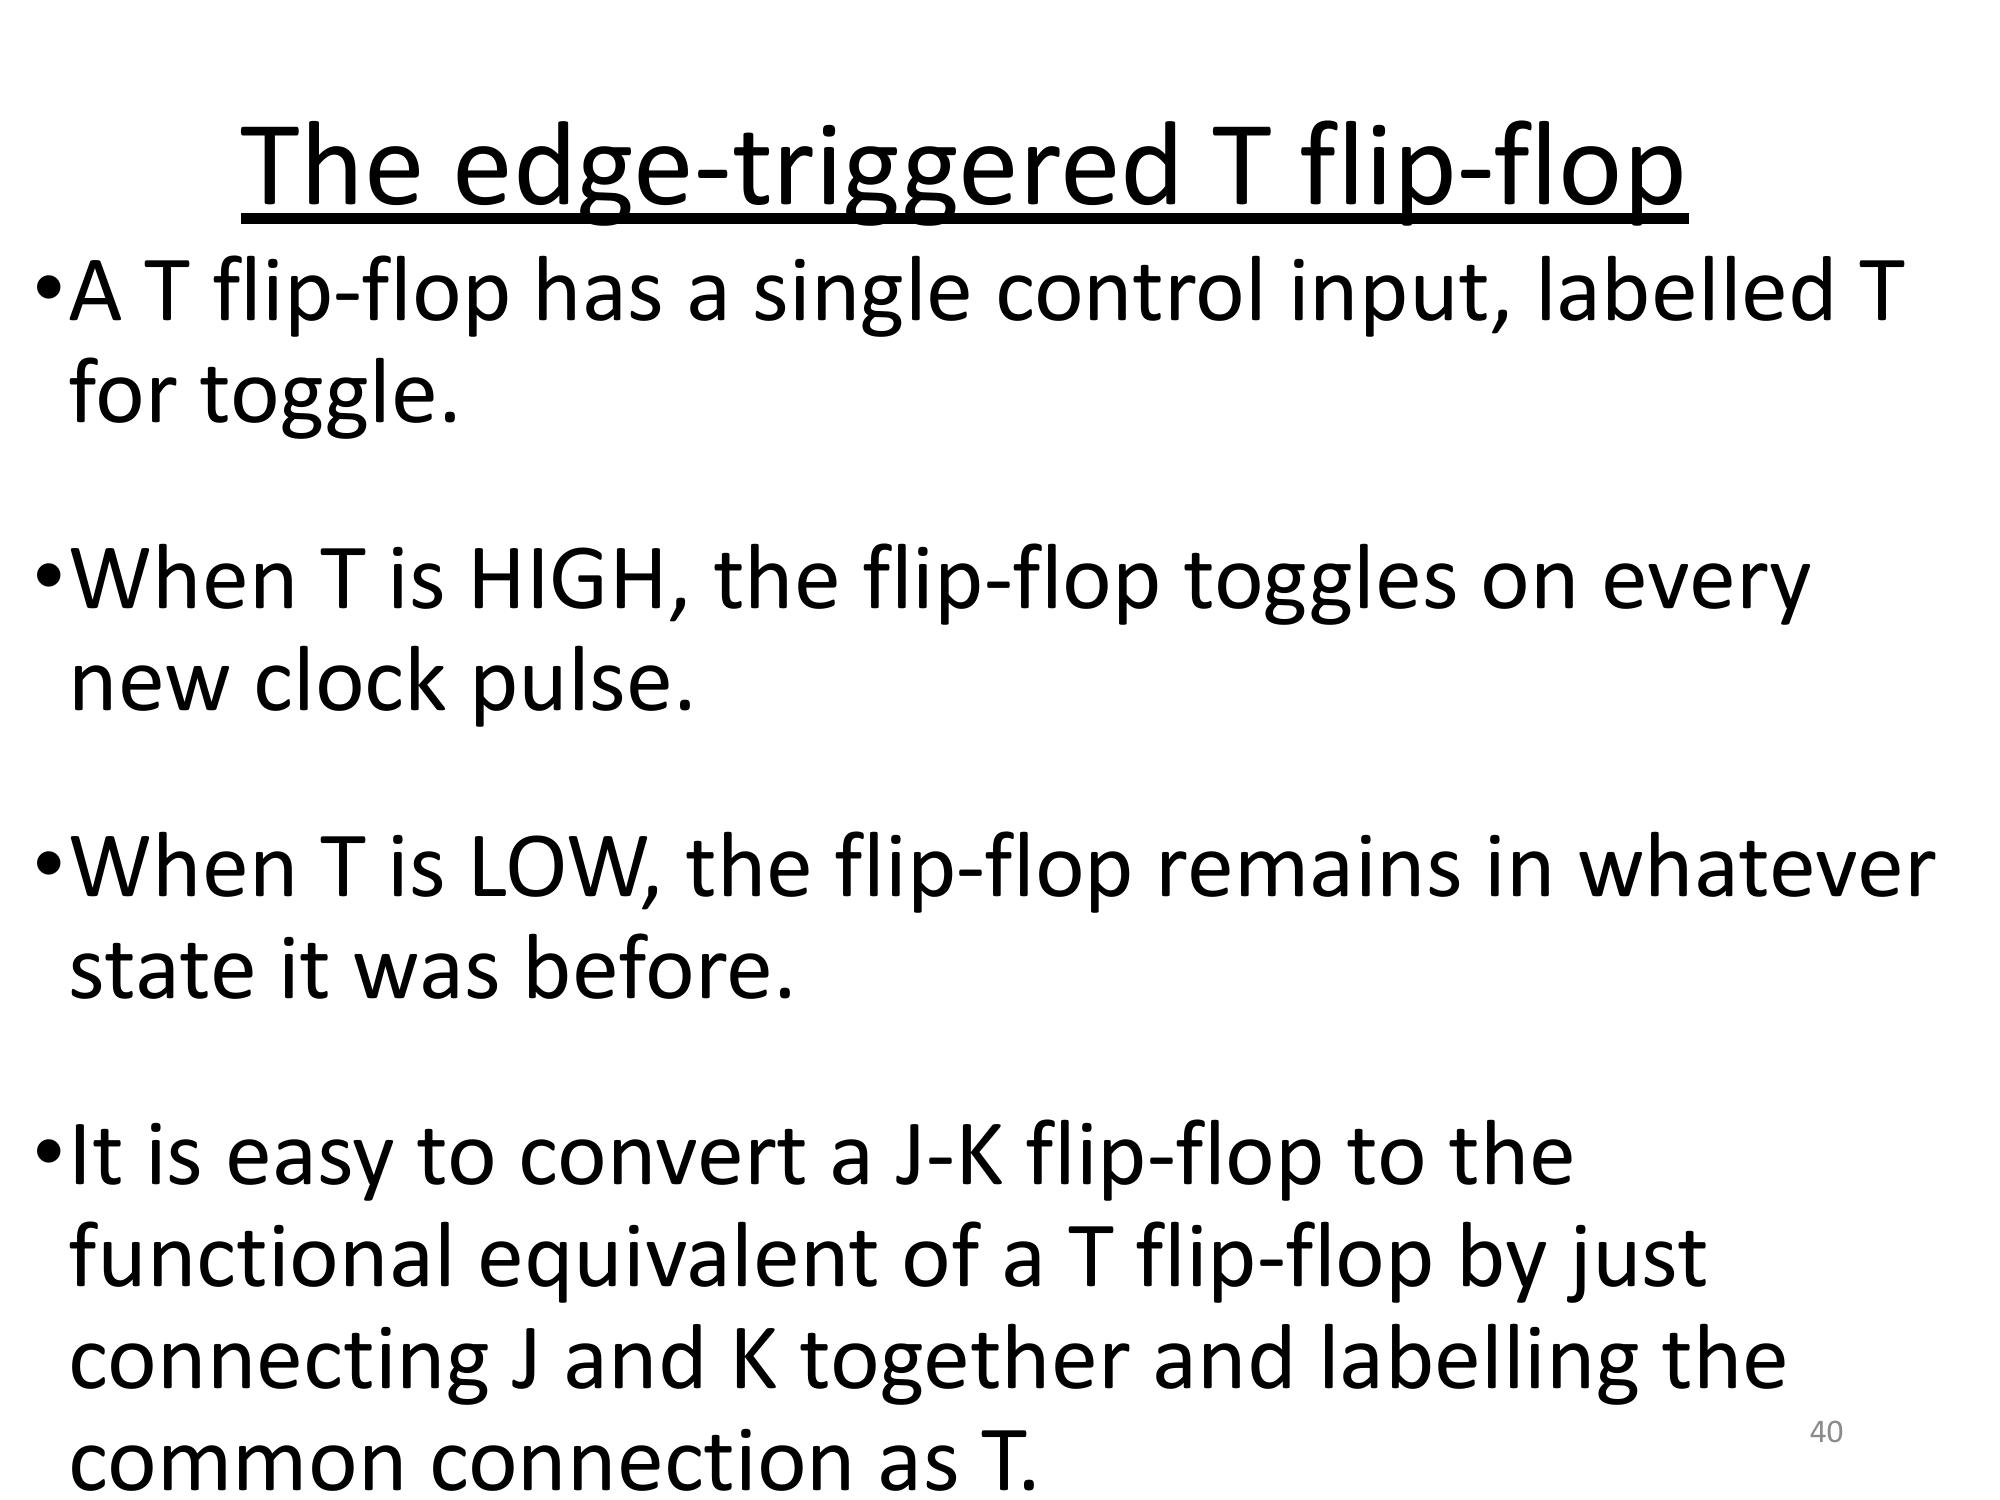 The edge-triggered T flip-flop
•A T flip-flop has a single control input, labelled T
for toggle.
•When T is HIGH, the flip-flop toggles on every
new clock pulse.
•When T is LOW, the flip-flop remains in whatever
state it was before.
•It is easy to convert a J-K flip-flop to the
functional equivalent of a T flip-flop by just
connecting J and K together and labelling the
common connection as T.
40